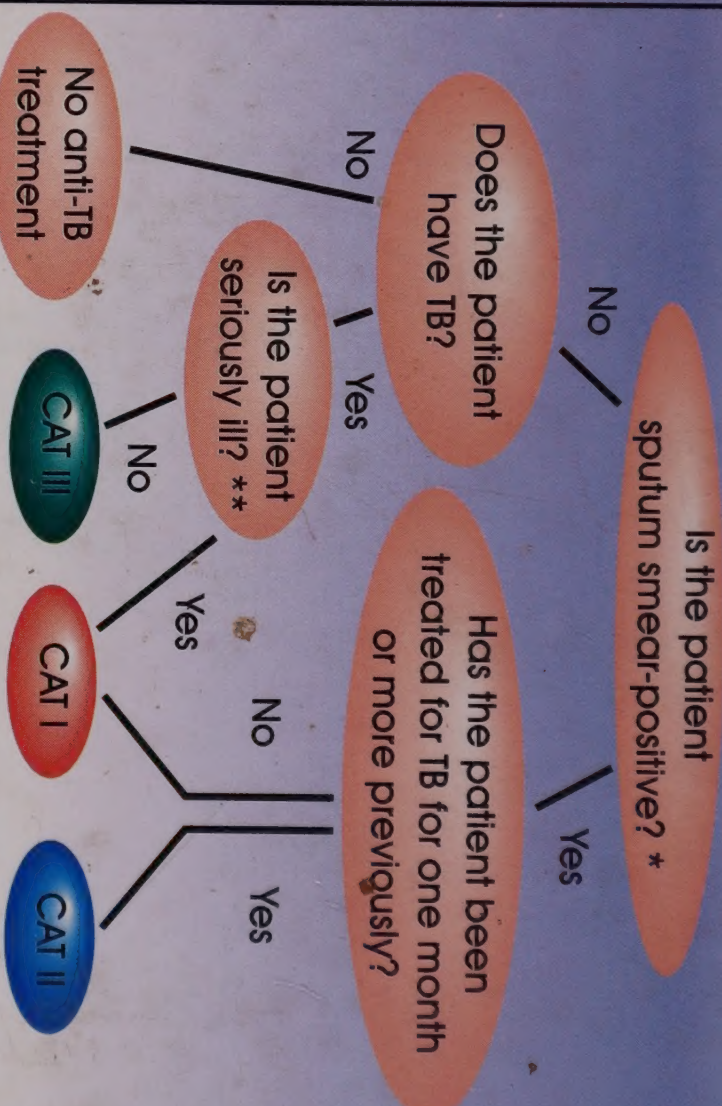 Is the patient
sputum smear-positive? *
No
Yes
Does the patient
have TB?
Has the patient been
treated for TB for one month
or more previously?
No
Yes
Is the patient
seriously ill? **
No
Yes
No
Yes
No anti-TB
treatment
CAT III
CAT I
CAT II